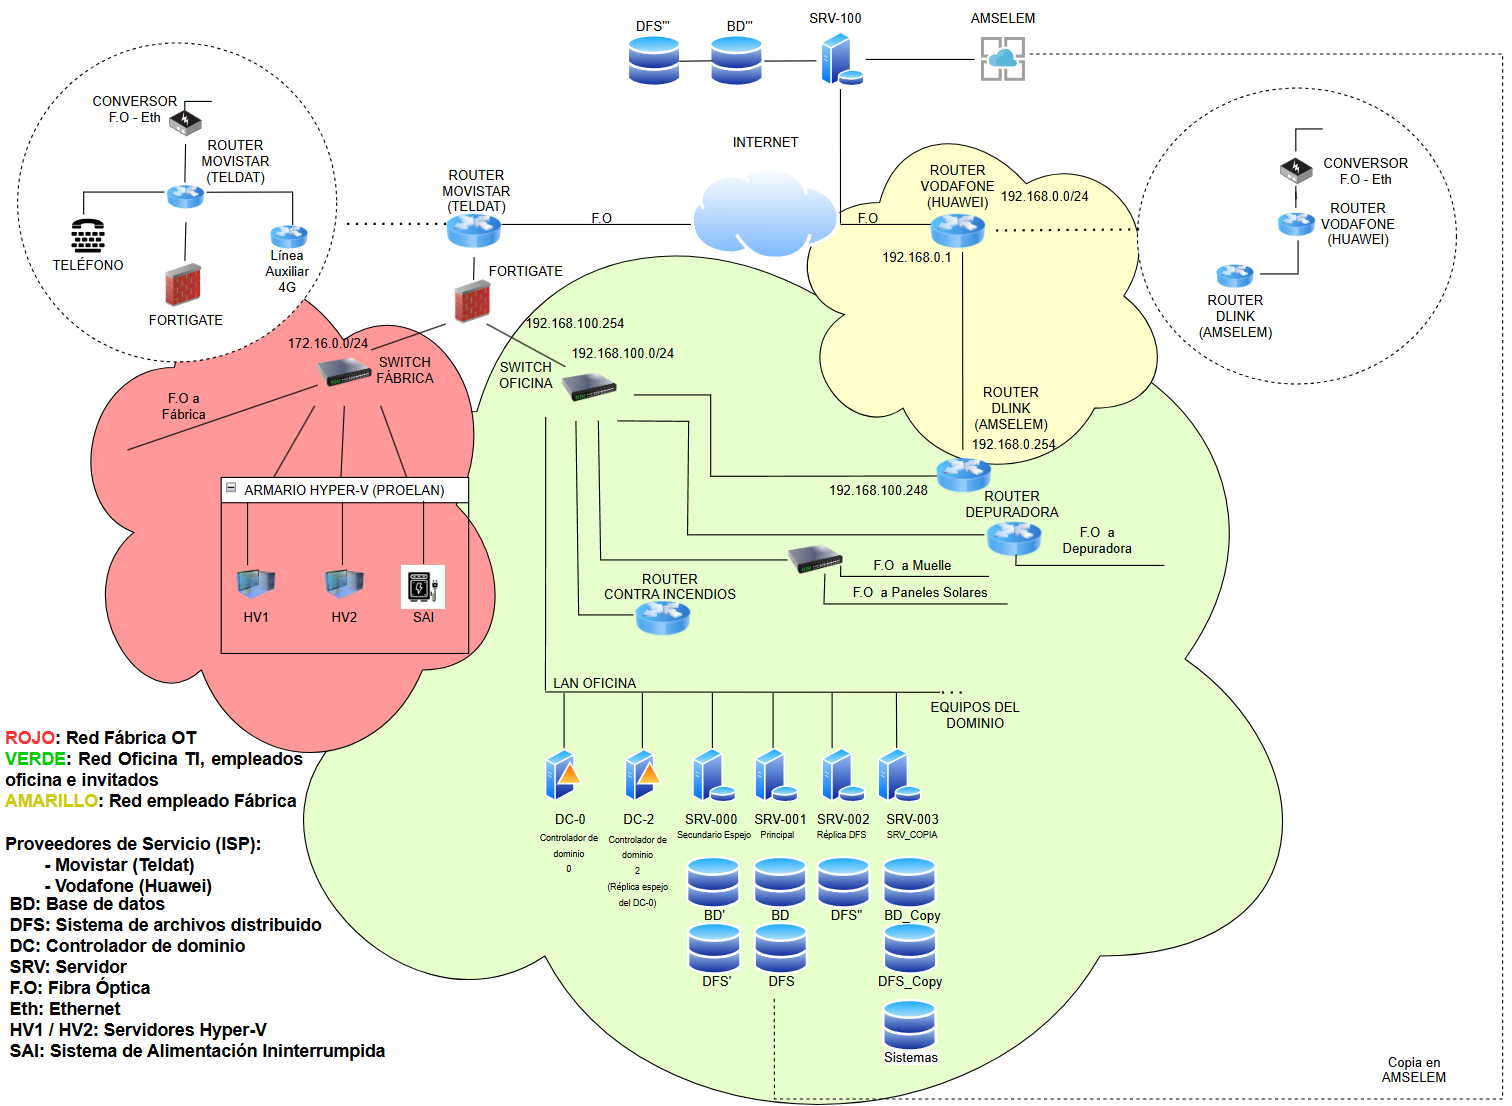 DFS'''
BD'''
SRV-100
AMSELEM
CONVERSOR
F.O - Eth
ROUTER
MOVISTAR
(TELDAT)
TELÉFONO
Línea
Auxiliar
4G
FORTIGATE
ROUTER
MOVISTAR
(TELDAT)
F.O
INTERNET
F.O
ROUTER
VODAFONE
(HUAWEI)
192.168.0.0/24
192.168.0.1
CONVERSOR
F.O - Eth
ROUTER
VODAFONE
(HUAWEI)
ROUTER
DLINK
(AMSELEM)
FORTIGATE
192.168.100.254
192.168.100.0/24
172.16.0.0/24
SWITCH
FÁBRICA
SWITCH
OFICINA
F.O a
Fábrica
ROUTER
DLINK
(AMSELEM)
192.168.0.254
192.168.100.248
ARMARIO HYPER-V (PROELAN)
HV1
HV2
SAI
ROUTER
DEPURADORA
F.O a
Depuradora
F.O a Muelle
F.O a Paneles Solares
ROUTER
CONTRA INCENDIOS
LAN OFICINA
EQUIPOS DEL
DOMINIO
DC-0
Controlador de
dominio
0
DC-2
Controlador de
dominio
2
(Réplica espejo
del DC-0)
SRV-000
Secundario Espejo
SRV-001
Principal
SRV-002
Réplica DFS
SRV-003
SRV_COPIA
BD'
BD
DFS''
BD_Copy
DFS'
DFS
DFS_Copy
Sistemas
Copia en
AMSELEM
ROJO: Red Fábrica OT
VERDE: Red Oficina TI, empleados
oficina e invitados
AMARILLO: Red empleado Fábrica
Proveedores de Servicio (ISP):
- Movistar (Teldat)
- Vodafone (Huawei)
BD: Base de datos
DFS: Sistema de archivos distribuido
DC: Controlador de dominio
SRV: Servidor
F.O: Fibra Óptica
Eth: Ethernet
HV1 / HV2: Servidores Hyper-V
SAI: Sistema de Alimentación Ininterrumpida